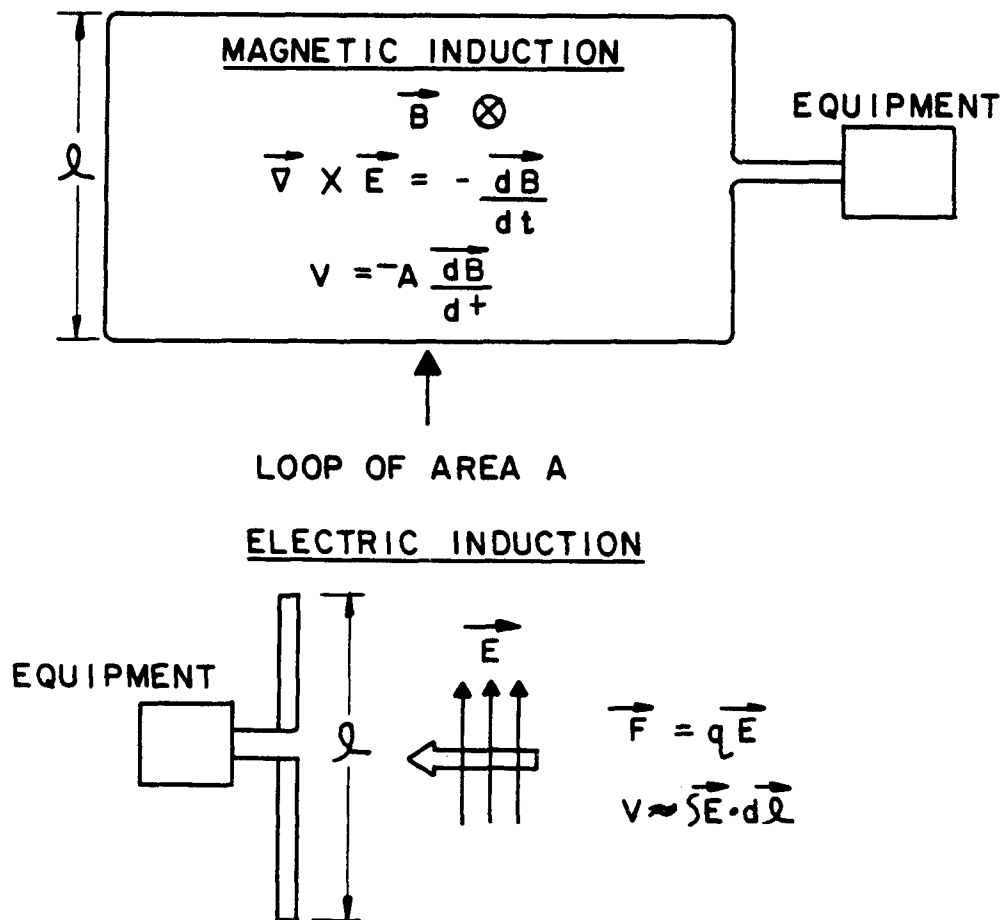 MAGNETIC INDUCTION
B ⊗
EQUIPMENT
ℓ
∇ X E = - dB
dt
V = -A dB
dt
LOOP OF AREA A
ELECTRIC INDUCTION
E
EQUIPMENT
ℓ
F = qE
V ≈ ∫E·dℓ